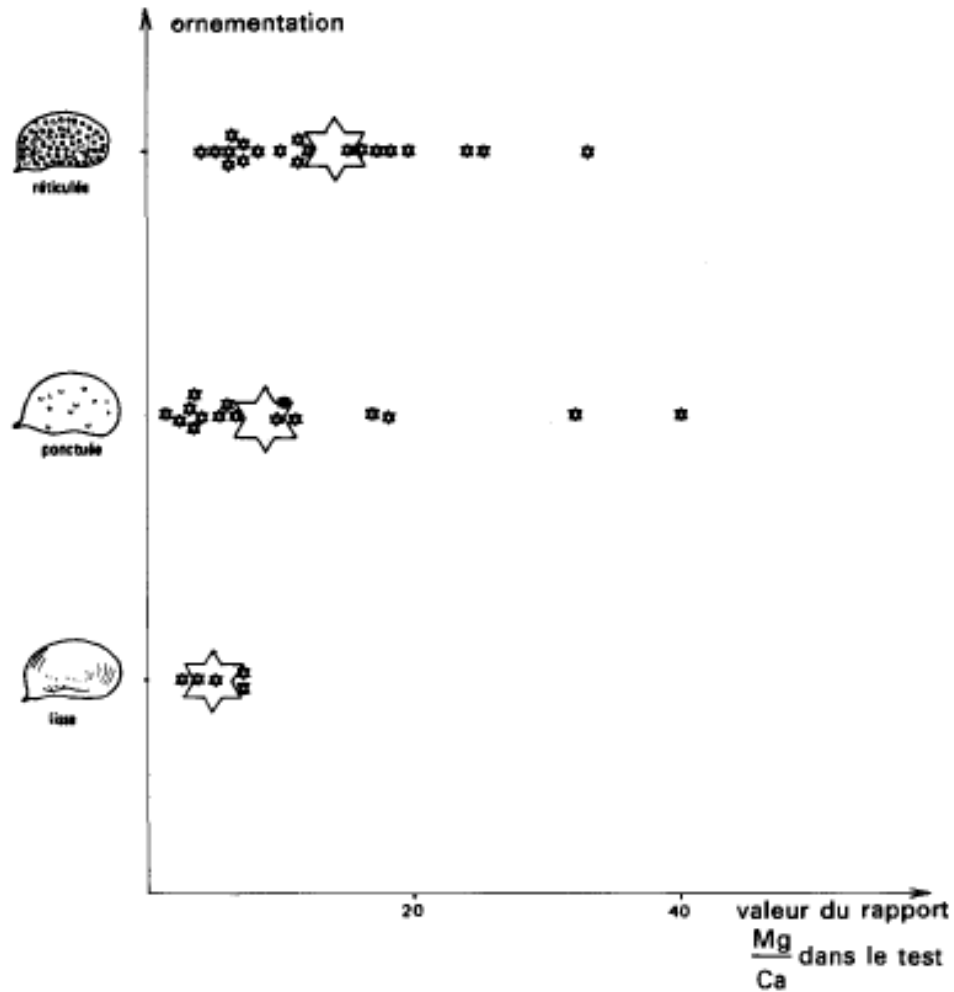 ornementation
réticulée
ponctuée
lisse
20
40
valeur du rapport
Mg
dans le test
Ca